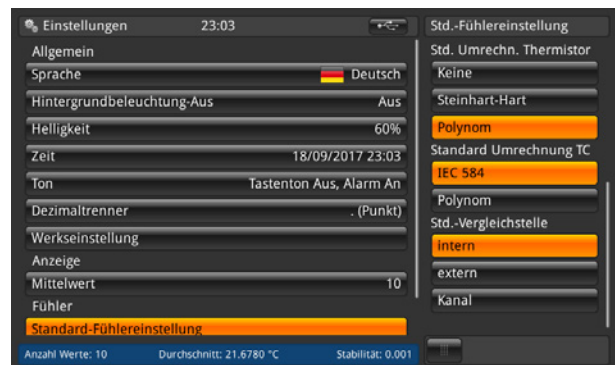 Einstellungen 23:03
Allgemein
Sprache Deutsch
Hintergrundbeleuchtung-Aus Aus
Helligkeit 60%
Zeit 18/09/2017 23:03
Ton Tastenton Aus, Alarm An
Dezimaltrenner . (Punkt)
Werkseinstellung
Anzeige
Mittelwert 10
Fühler
Standard-Fühlereinstellung
Anzahl Werte: 10 Durchschnitt: 21.6780 °C Stabilität: 0.001
Std.-Fühlereinstellung
Std. Umrechn. Thermistor
Keine
Steinhart-Hart
Polynom
Standard Umrechnung TC
IEC 584
Polynom
Std.-Vergleichstelle
intern
extern
Kanal